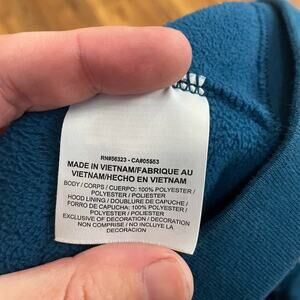 RN#56323 - CA#05553
MADE IN VIETNAM/FABRIQUE AU
VIETNAM/HECHO EN VIETNAM
BODY / CORPS / CUERPO: 100% POLYESTER /
POLYESTER / POLIÉSTER
HOOD LINING / DOUBLURE DE CAPUCHE /
FORRO DE CAPUCHA: 100% POLYESTER /
POLYESTER / POLIÉSTER
EXCLUSIVE OF DECORATION / DÉCORATION
NON COMPRISE / NO INCLUYE LA
DECORACIÓN